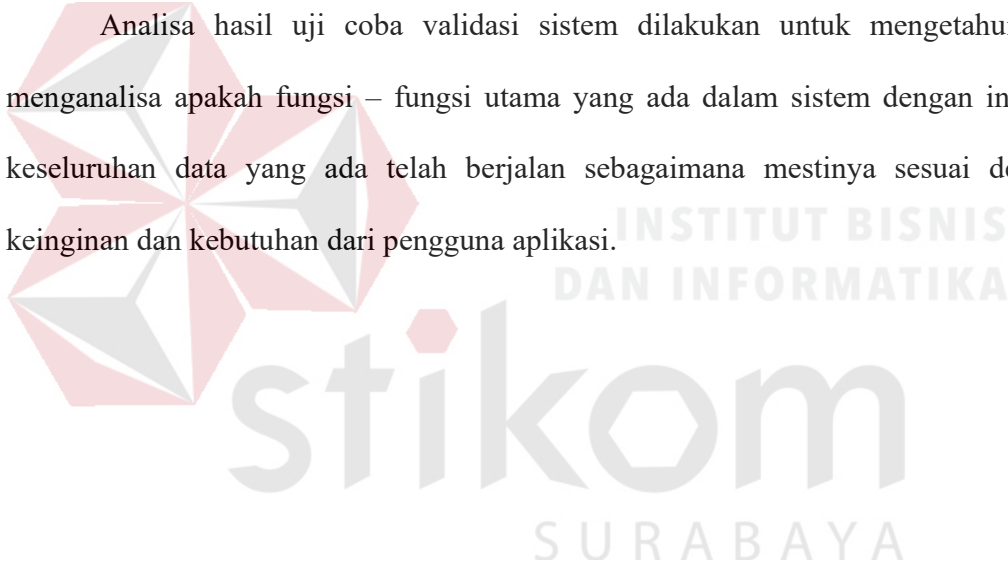 Analisa hasil uji coba validasi sistem dilakukan untuk mengetahu
menganalisa apakah fungsi – fungsi utama yang ada dalam sistem dengan in
keseluruhan data yang ada telah berjalan sebagaimana mestinya sesuai de
keinginan dan kebutuhan dari pengguna aplikasi.
INSTITUT BISNIS
DAN INFORMATIKA
stikom
SURABAYA